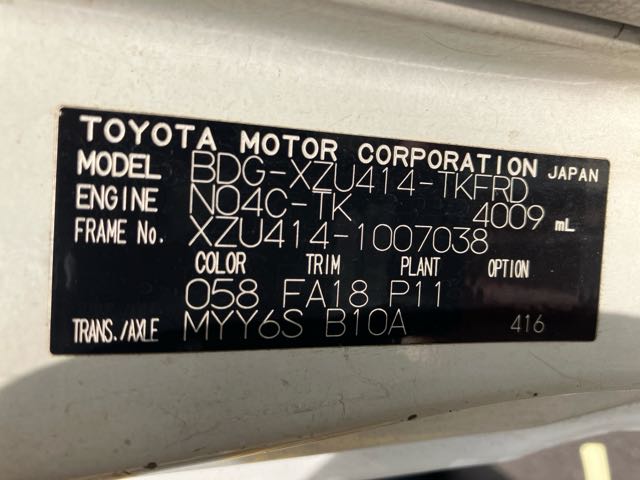 TOYOTA MOTOR CORPORATION JAPAN
MODEL BDG-XZU414-TKFRD
ENGINE N04C-TK 4009 mL
FRAME No. XZU414-1007038
COLOR TRIM PLANT OPTION
058 FA18 P11
TRANS./AXLE MYY6S B10A 416